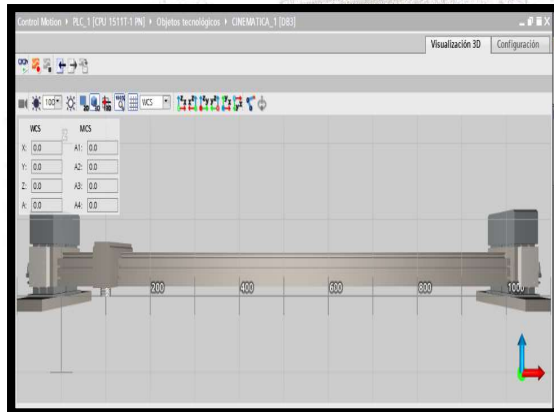 Control Motion ▸ PLC_1 [CPU 1511T-1 PN] ▸ Objetos tecnológicos ▸ CINEMATICA_1 [DB3]
Visualización 3D Configuración
100 WCS
WCS MCS
X: 0.0 A1: 0.0
Y: 0.0 A2: 0.0
Z: 0.0 A3: 0.0
A: 0.0 A4: 0.0
200 400 600 800 1000